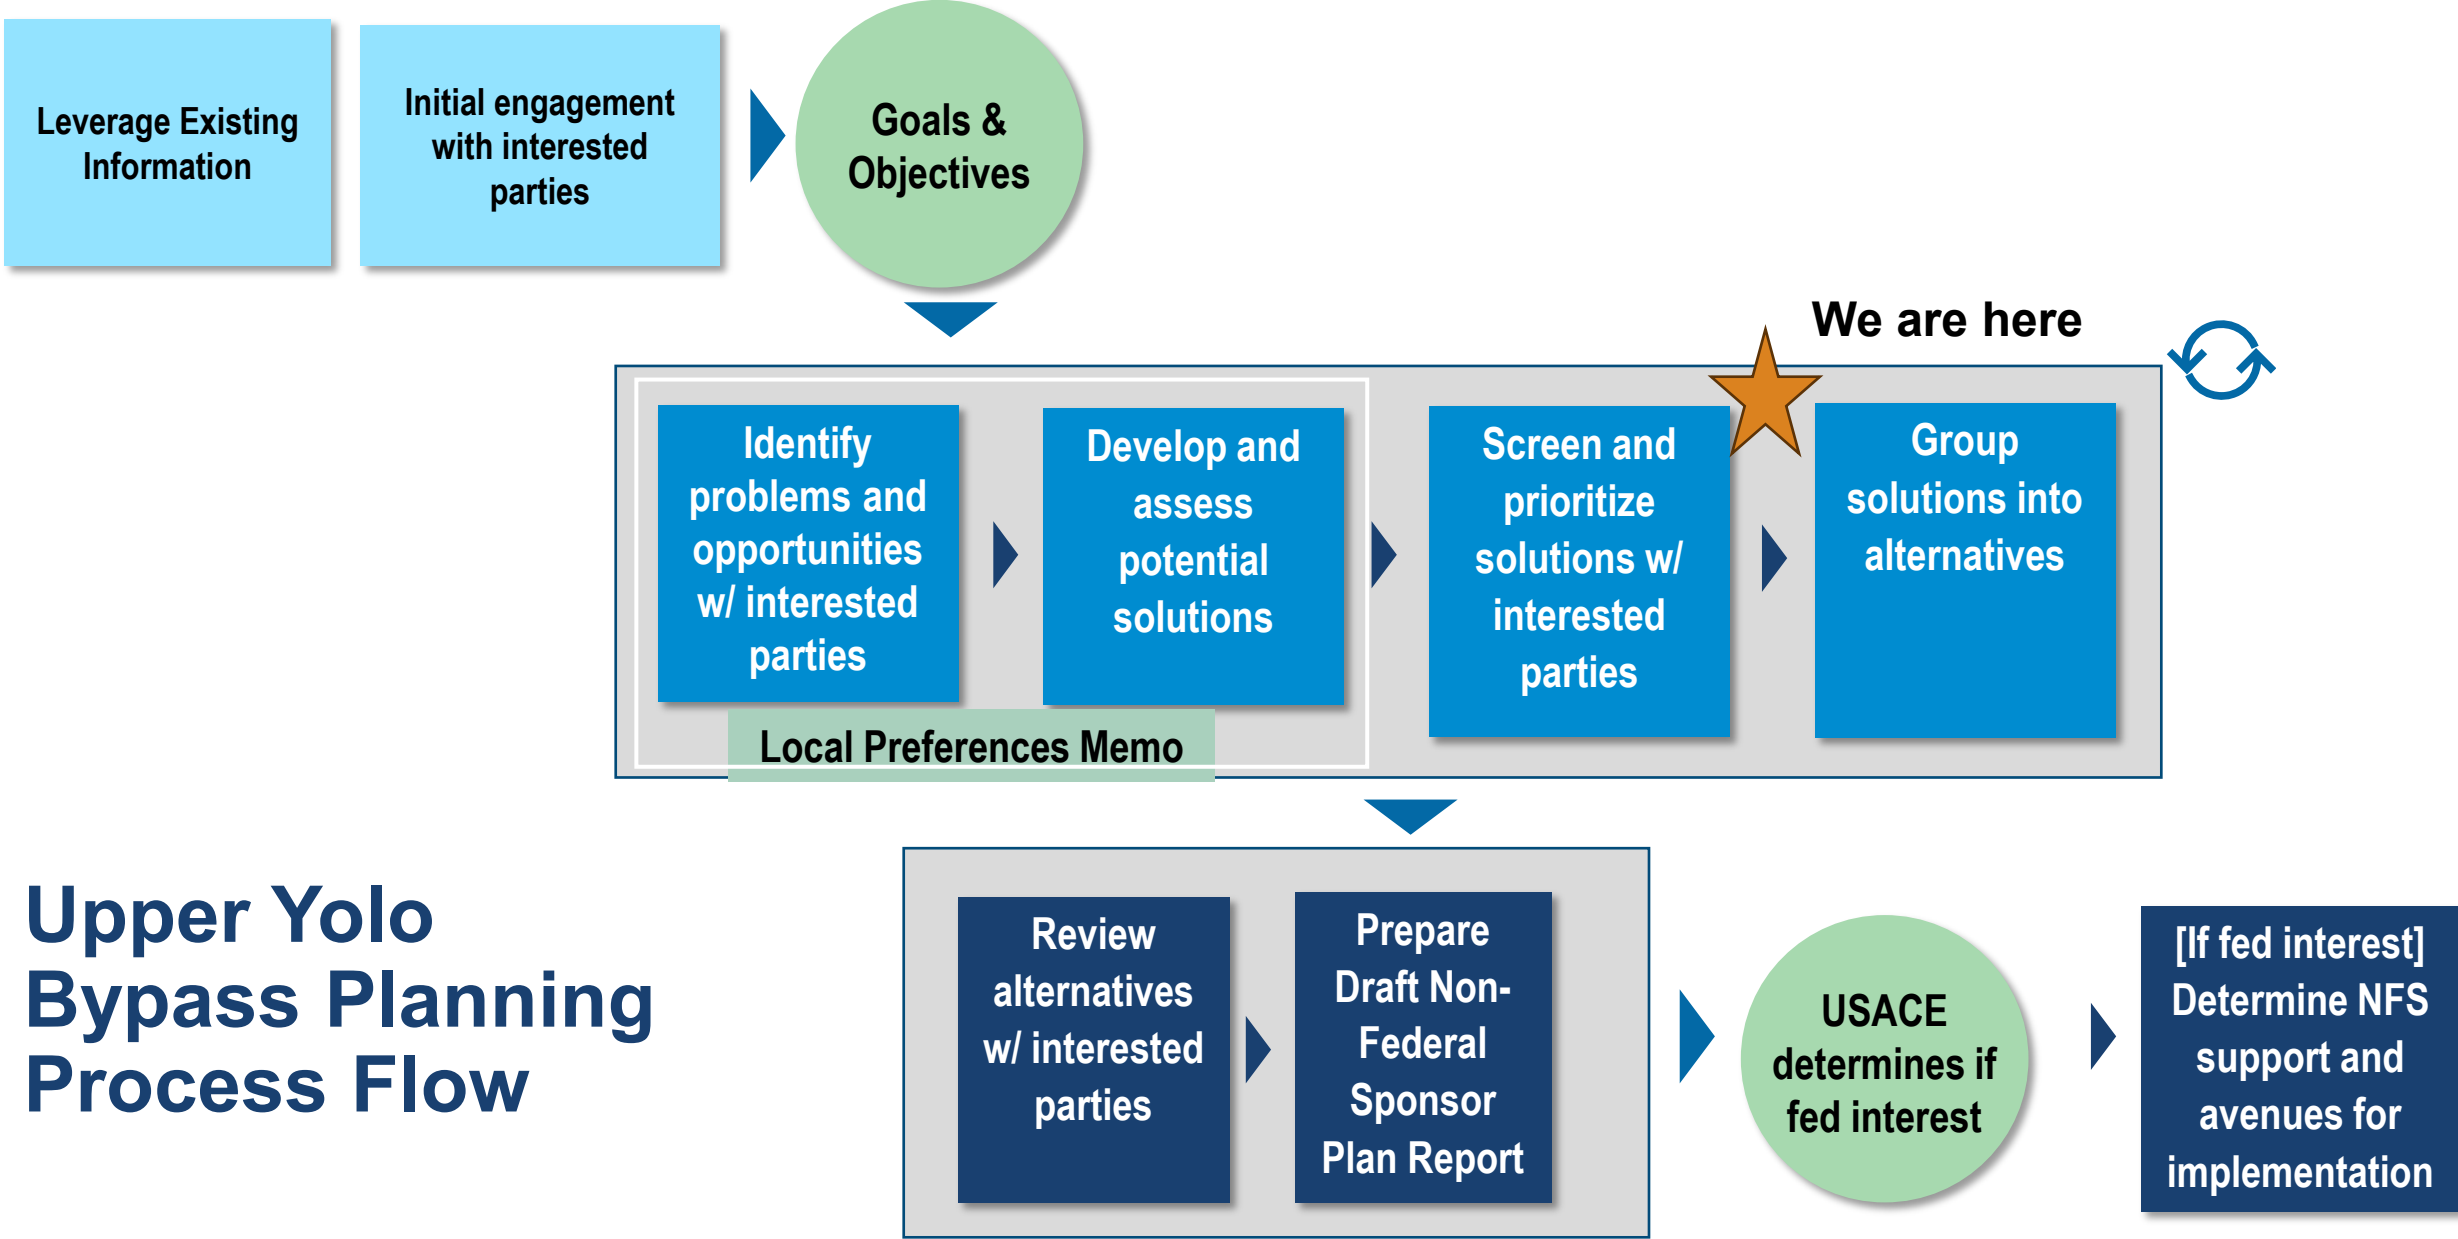 Leverage Existing
Information
Initial engagement
with interested
parties
Goals &
Objectives
We are here
Identify
problems and
opportunities
w/ interested
parties
Develop and
assess
potential
solutions
Screen and
prioritize
solutions w/
interested
parties
Group
solutions into
alternatives
Local Preferences Memo
Upper Yolo
Bypass Planning
Process Flow
Review
alternatives
w/ interested
parties
Prepare
Draft Non-
Federal
Sponsor
Plan Report
USACE
determines if
fed interest
[If fed interest]
Determine NFS
support and
avenues for
implementation